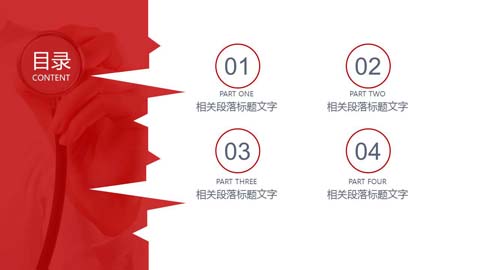 目录
CONTENT
01
PART ONE
相关段落标题文字
02
PART TWO
相关段落标题文字
03
PART THREE
相关段落标题文字
04
PART FOUR
相关段落标题文字